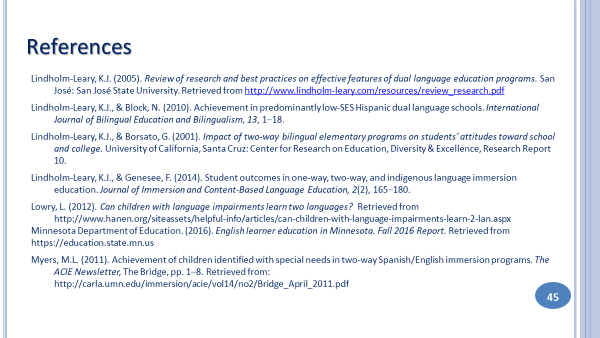 References
Lindholm-Leary, K.J. (2005). Review of research and best practices on effective features of dual language education programs. San
José: San José State University. Retrieved from http://www.lindholm-leary.com/resources/review_research.pdf
Lindholm-Leary, K.J., & Block, N. (2010). Achievement in predominantly low-SES Hispanic dual language schools. International
Journal of Bilingual Education and Bilingualism, 13, 1–18.
Lindholm-Leary, K.J., & Borsato, G. (2001). Impact of two-way bilingual elementary programs on students' attitudes toward school
and college. University of California, Santa Cruz: Center for Research on Education, Diversity & Excellence, Research Report
10.
Lindholm-Leary, K.J., & Genesee, F. (2014). Student outcomes in one-way, two-way, and indigenous language immersion
education. Journal of Immersion and Content-Based Language Education, 2(2), 165–180.
Lowry, L. (2012). Can children with language impairments learn two languages? Retrieved from
http://www.hanen.org/siteassets/helpful-info/articles/can-children-with-language-impairments-learn-2-lan.aspx
Minnesota Department of Education. (2016). English learner education in Minnesota. Fall 2016 Report. Retrieved from
https://education.state.mn.us
Myers, M.L. (2011). Achievement of children identified with special needs in two-way Spanish/English immersion programs. The
ACIE Newsletter, The Bridge, pp. 1–8. Retrieved from:
http://carla.umn.edu/immersion/acie/vol14/no2/Bridge_April_2011.pdf
45